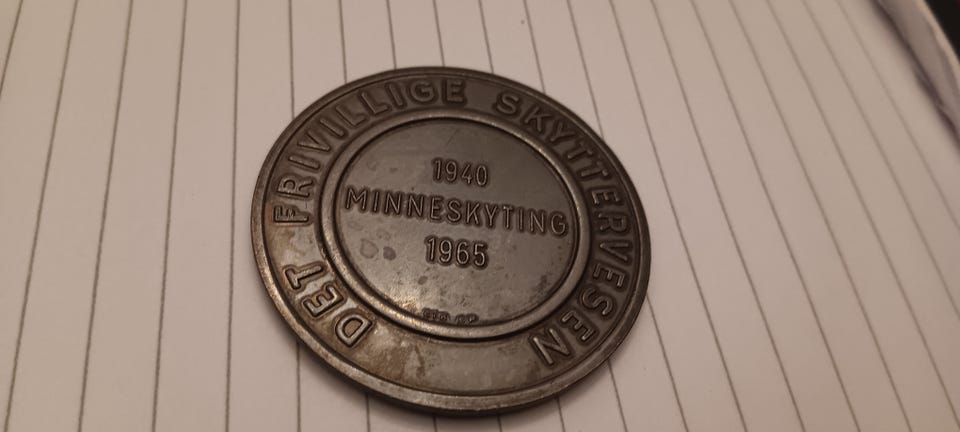 DET FRIVILLIGE SKYTTERVESEN
1940
MINNESKYTING
1965